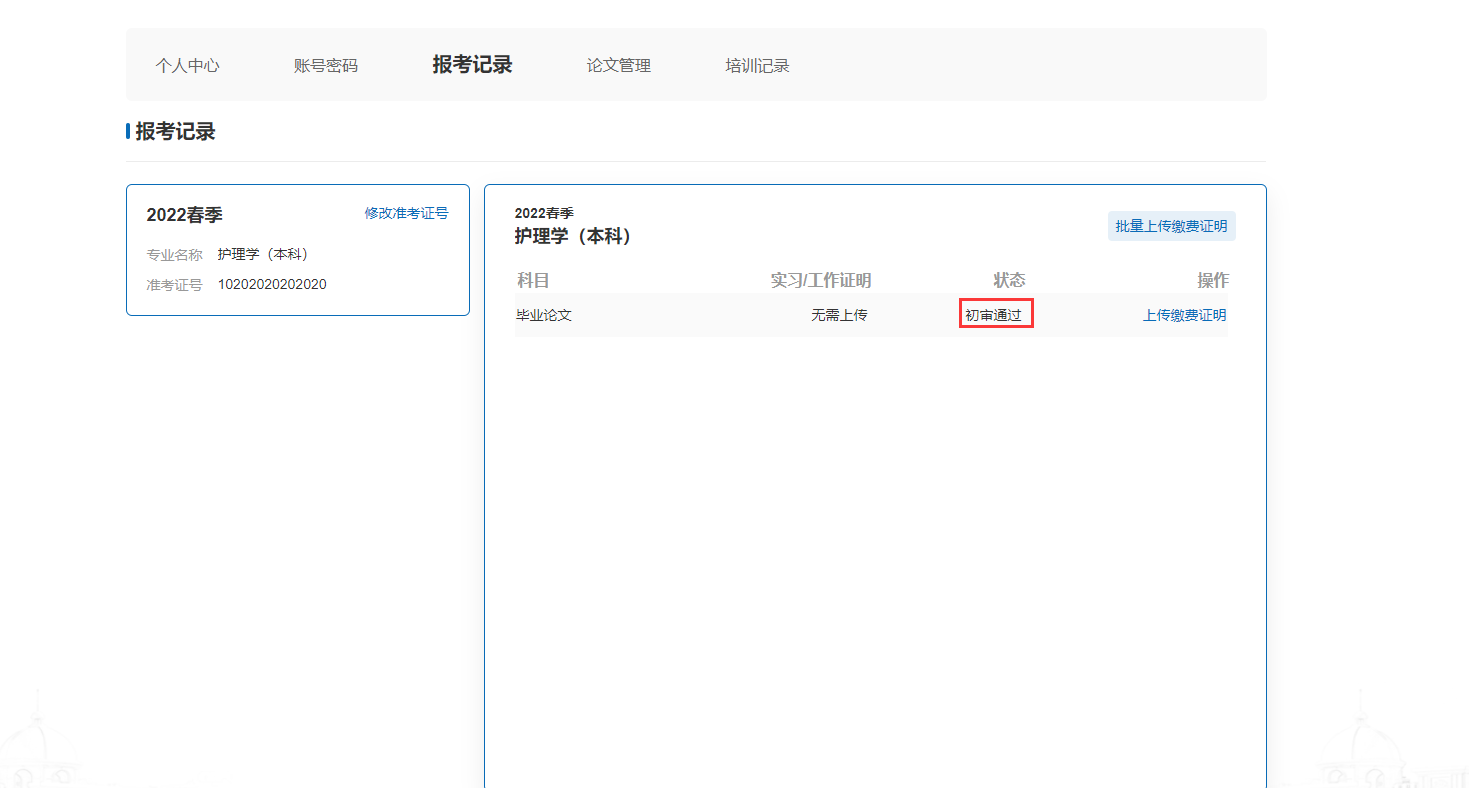 个人中心 账号密码 报考记录 论文管理 培训记录
报考记录
2022春季 修改准考证号
专业名称 护理学（本科）
准考证号 10202020202020
2022春季
护理学（本科）
批量上传缴费证明
科目 实习/工作证明 状态 操作
毕业论文 无需上传 初审通过 上传缴费证明